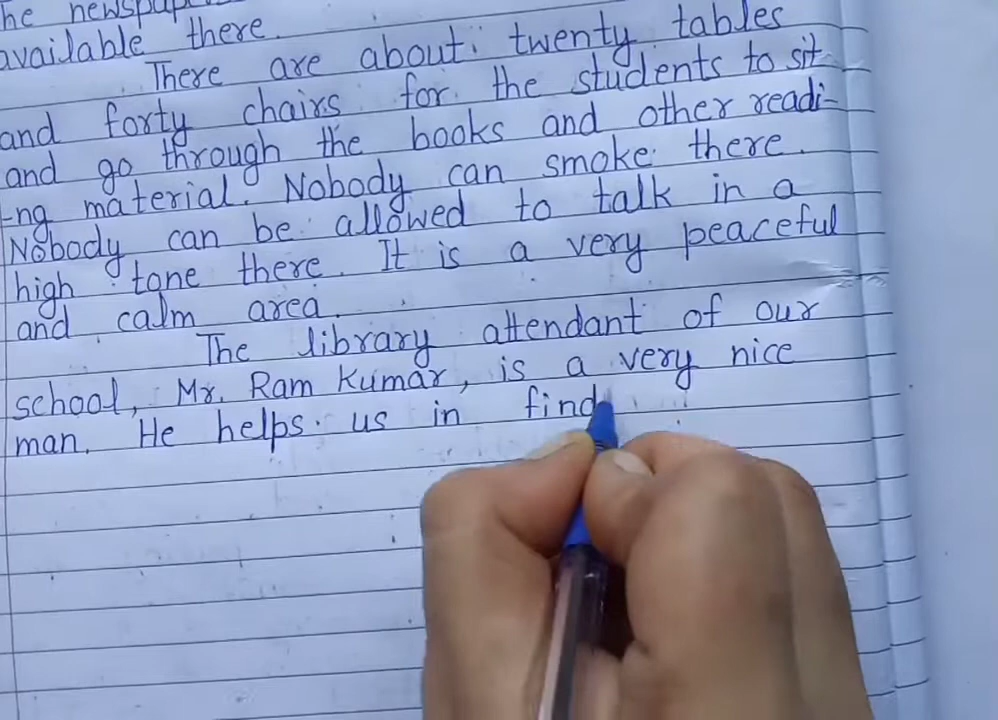 he newspap
available there.
There are about twenty tables
and forty chairs for the students to sit
and go through the books and other readi-
-ng material. Nobody can smoke there.
Nobody can be allowed to talk in a
high tone there. It is a very peaceful
and calm area.
The library attendant of our
school, Mr. Ram Kumar, is a very nice
man. He helps us in find